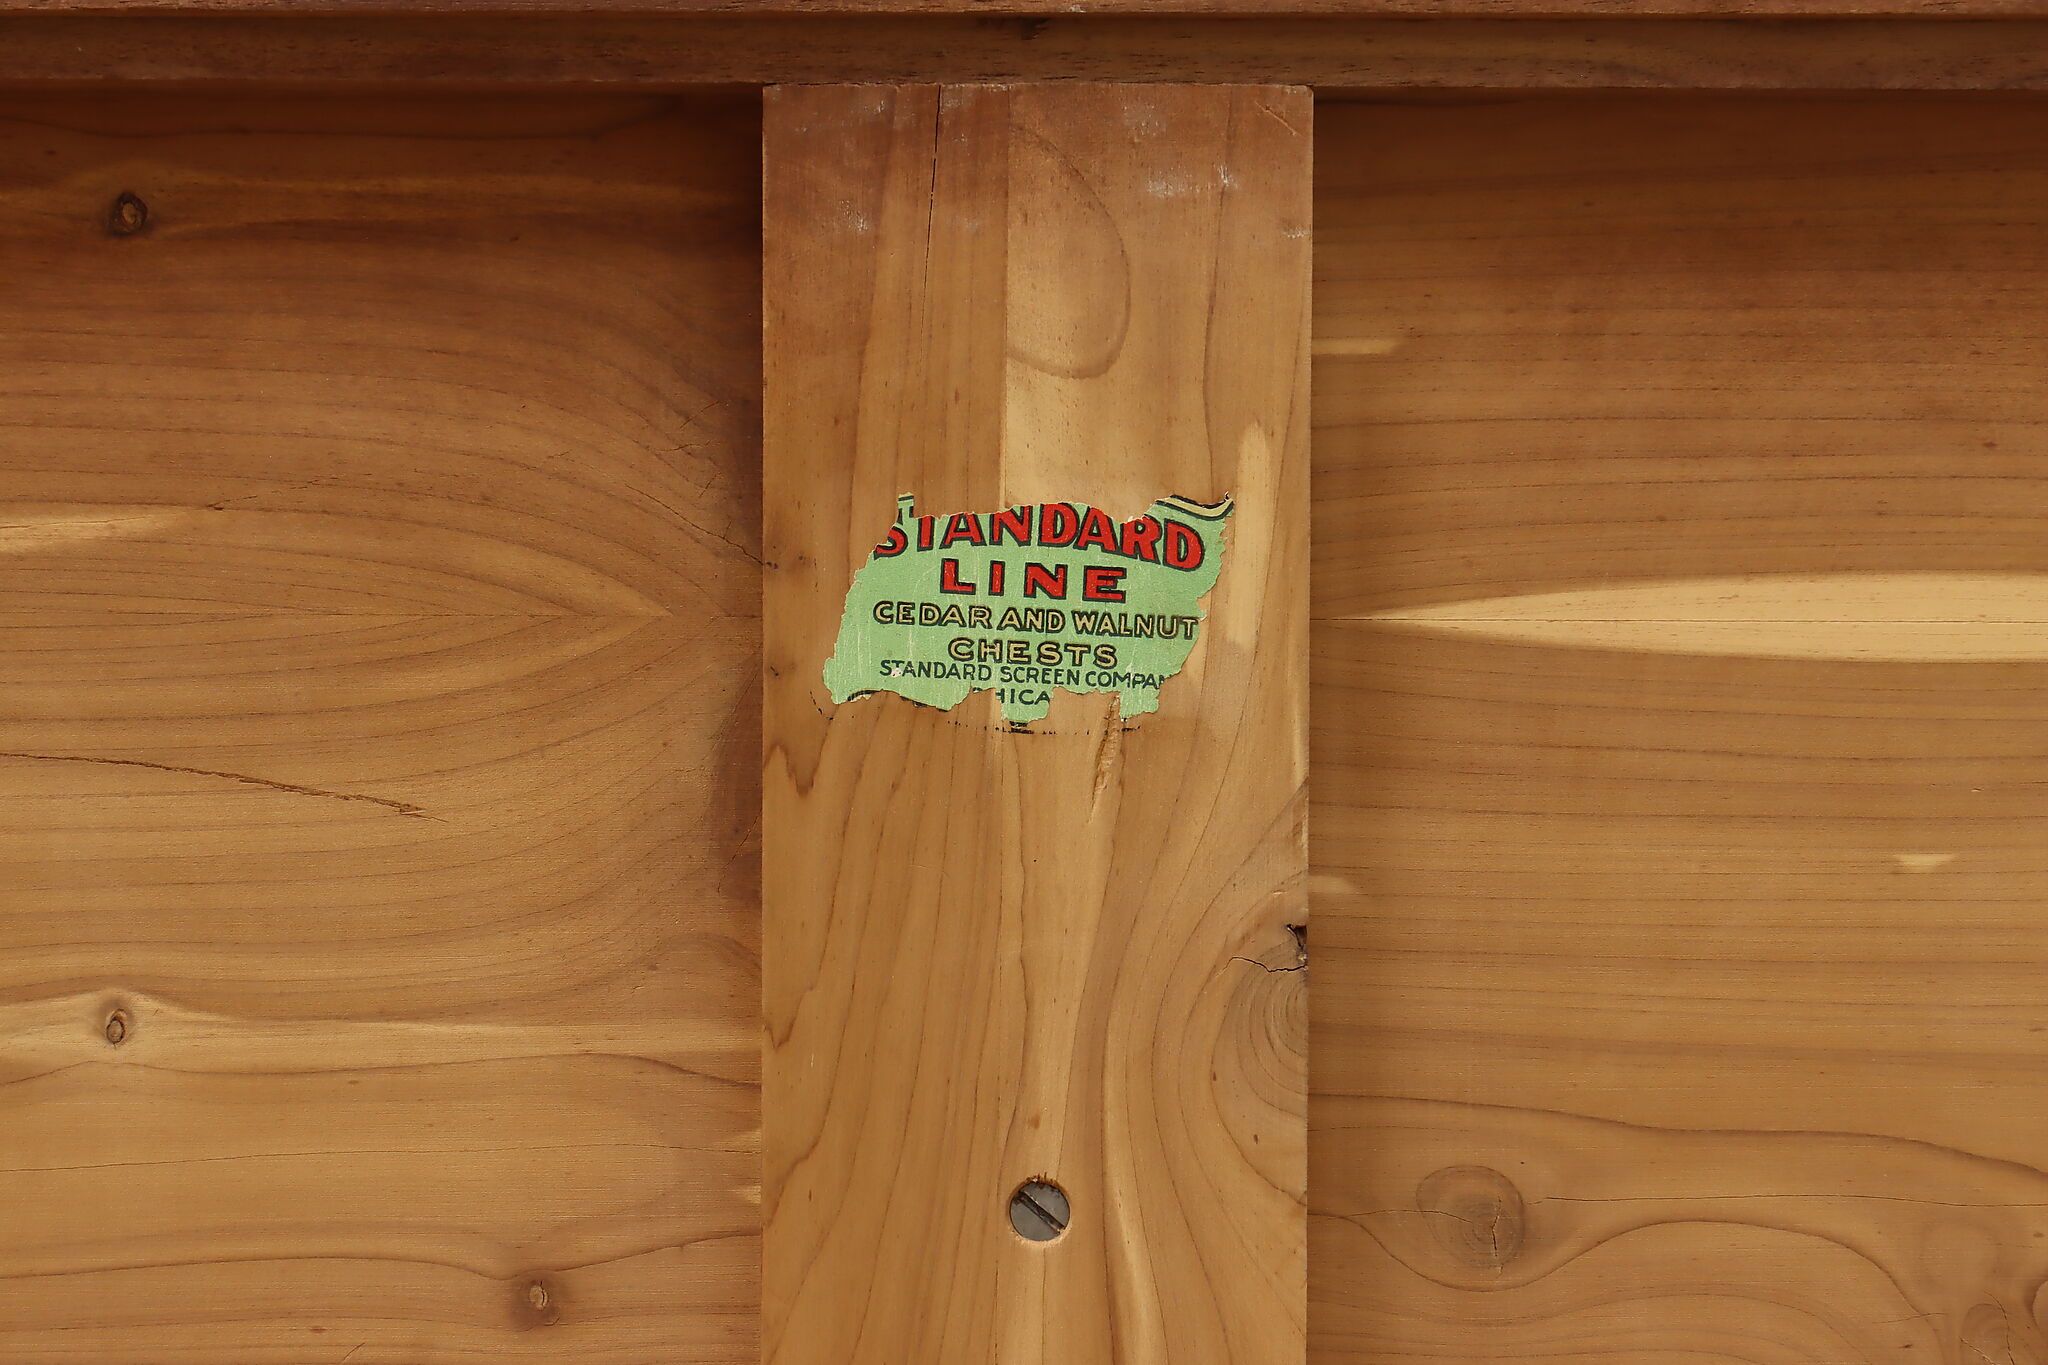 STANDARD
LINE
CEDAR AND WALNUT
CHESTS
STANDARD SCREEN COMPAN
HICA